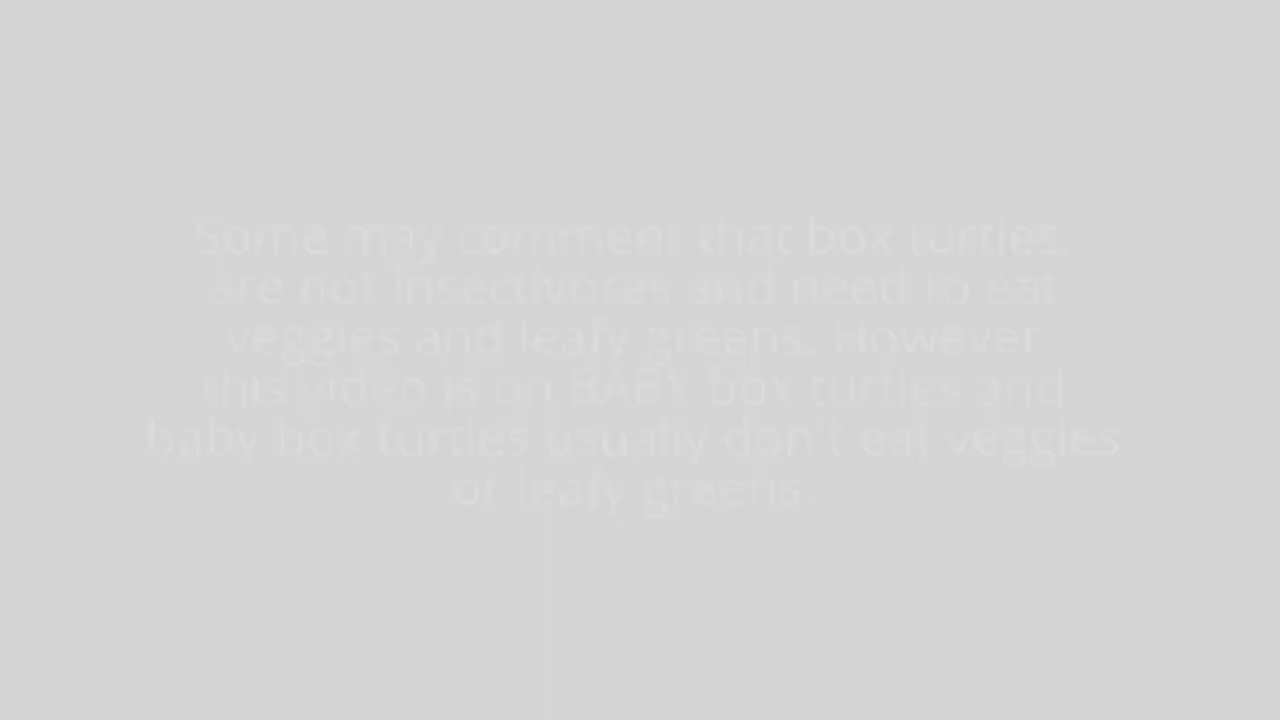 Some may comment that box turtles.
are not insectivores and need to eat
veggies and leafy greens. However
this video is on BABY box turtles and
baby box turtles usually don't eat veggies
or leafy greens.